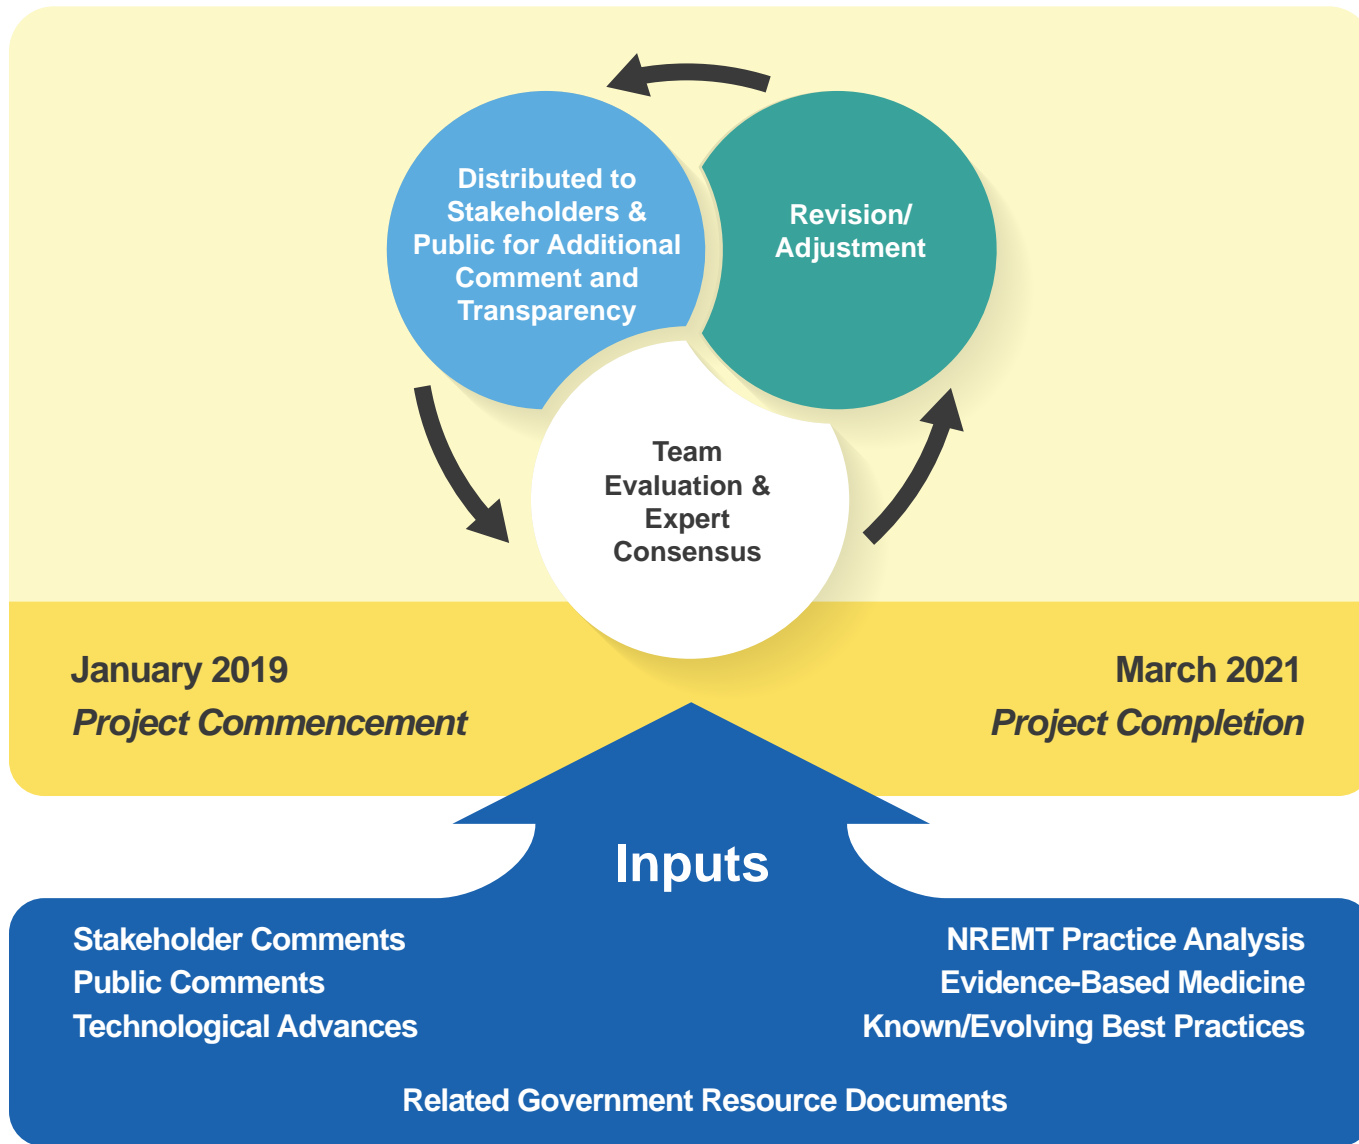 Distributed to
Stakeholders &
Public for Additional
Comment and
Transparency
Revision/
Adjustment
Team
Evaluation &
Expert
Consensus
January 2019
Project Commencement
March 2021
Project Completion
Inputs
Stakeholder Comments
Public Comments
Technological Advances
NREMT Practice Analysis
Evidence-Based Medicine
Known/Evolving Best Practices
Related Government Resource Documents